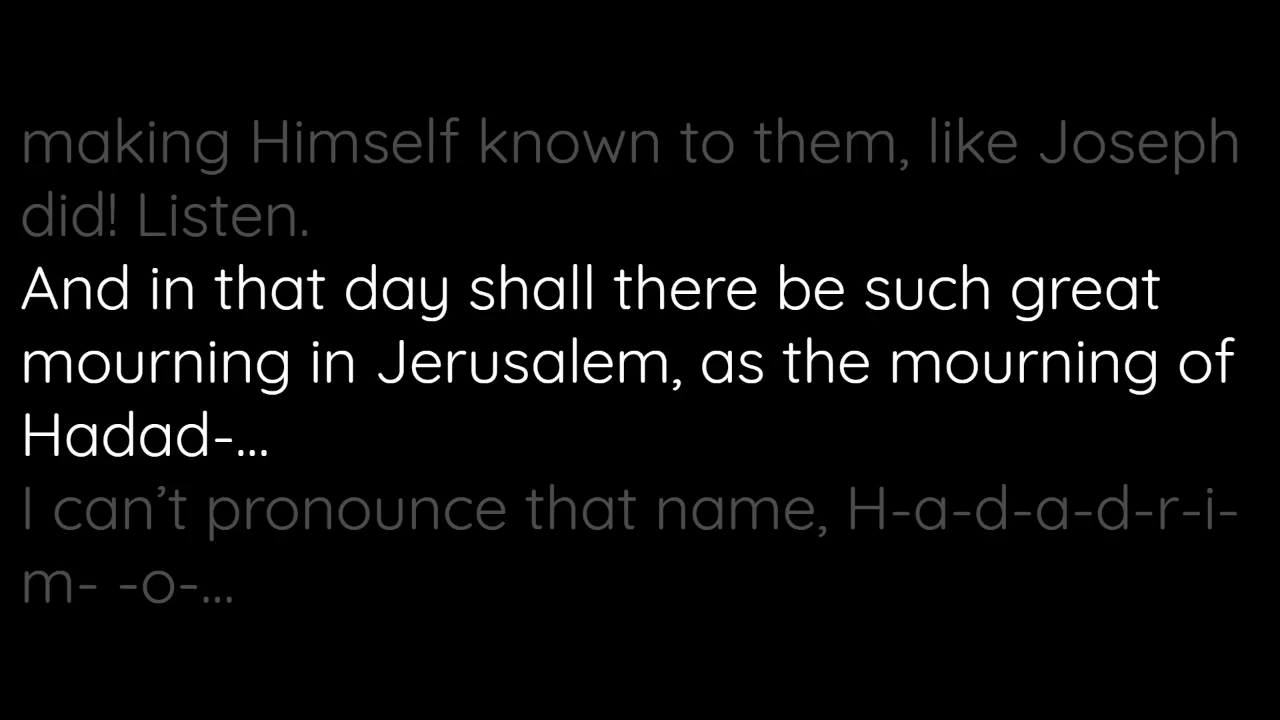 making Himself known to them, like Joseph
did! Listen.
And in that day shall there be such great
mourning in Jerusalem, as the mourning of
Hadad-...
I can’t pronounce that name, H-a-d-a-d-r-i-
m- -o-...